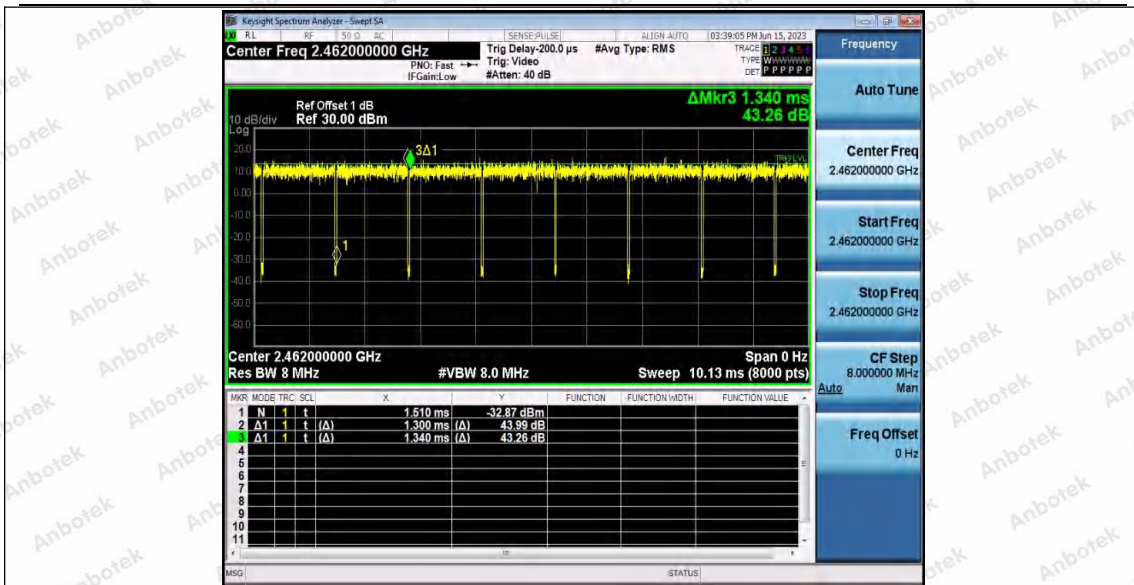 Keysight Spectrum Analyzer - Swept SA
RL RF 50 Ω AC SENSE:PULSE ALIGN AUTO 03:39:05 PM Jun 15, 2023
Center Freq 2.462000000 GHz
Trig Delay-200.0 µs #Avg Type: RMS
TRACE 1 2 3 4 5 6
PNO: Fast Trig: Video
TYPE W
IFGain:Low #Atten: 40 dB
DET P P P P P P
Frequency
Auto Tune
Center Freq
2.462000000 GHz
Start Freq
2.462000000 GHz
Stop Freq
2.462000000 GHz
CF Step
8.000000 MHz
Auto Man
Freq Offset
0 Hz
ΔMkr3 1.340 ms
43.26 dB
Ref Offset 1 dB
10 dB/div Ref 30.00 dBm
Log
20.0
10.0
0.00
-10.0
-20.0
-30.0
-40.0
-50.0
-60.0
3Δ1
1
TRIG LVL
Center 2.462000000 GHz Span 0 Hz
Res BW 8 MHz #VBW 8.0 MHz Sweep 10.13 ms (8000 pts)
MKR MODE TRC SCL X Y FUNCTION FUNCTION WIDTH FUNCTION VALUE
1 N 1 t 1.510 ms -32.87 dBm
2 Δ1 1 t (Δ) 1.300 ms (Δ) 43.99 dB
3 Δ1 1 t (Δ) 1.340 ms (Δ) 43.26 dB
4
5
6
7
8
9
10
11
MSG STATUS
Anbotek